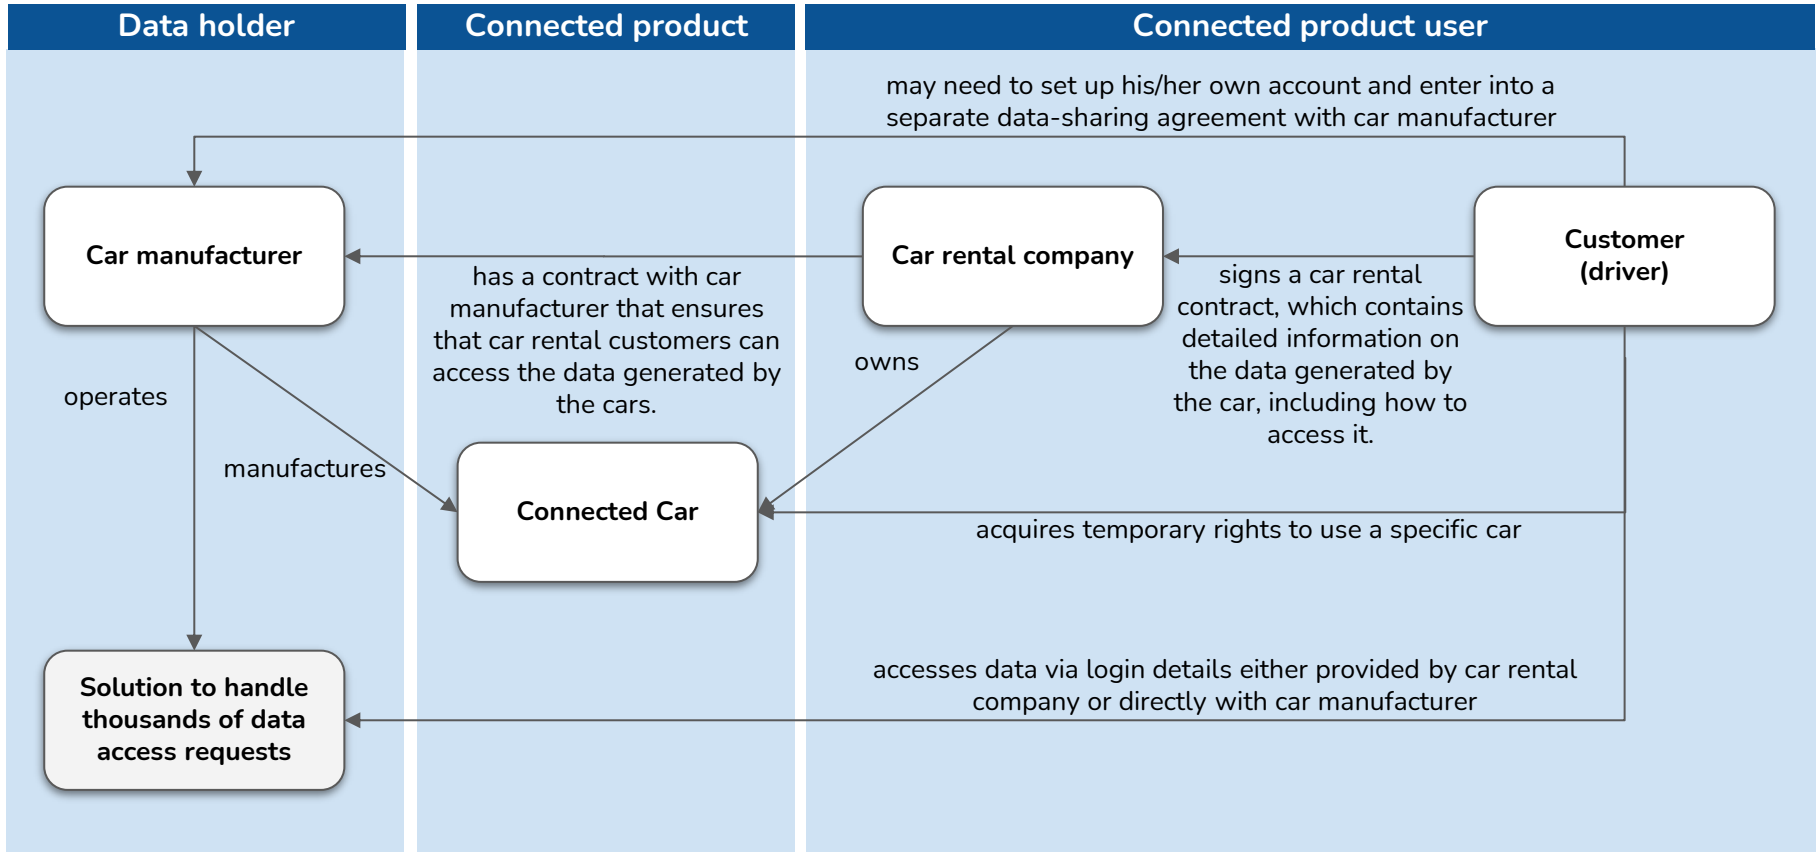 Data holder
Connected product
Connected product user
may need to set up his/her own account and enter into a
separate data-sharing agreement with car manufacturer
Car manufacturer
Car rental company
Customer
(driver)
has a contract with car
manufacturer that ensures
that car rental customers can
access the data generated by
the cars.
signs a car rental
contract, which contains
detailed information on
the data generated by
the car, including how to
access it.
owns
operates
manufactures
Connected Car
acquires temporary rights to use a specific car
accesses data via login details either provided by car rental
company or directly with car manufacturer
Solution to handle
thousands of data
access requests